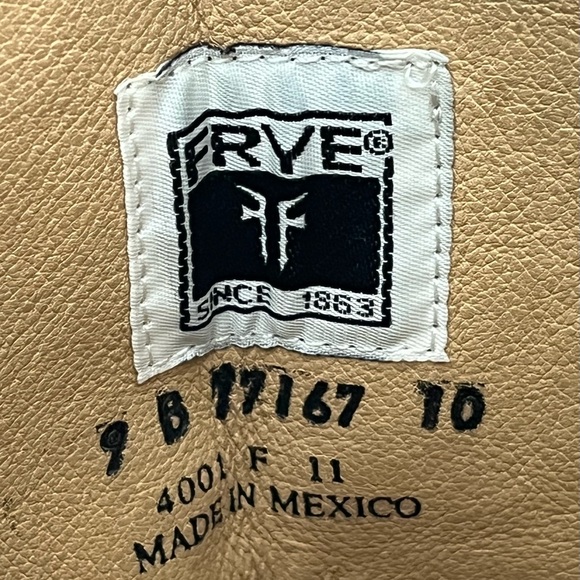 FRYE®
SINCE 1863
9 B 77167 10
4001 F 11
MADE IN MEXICO